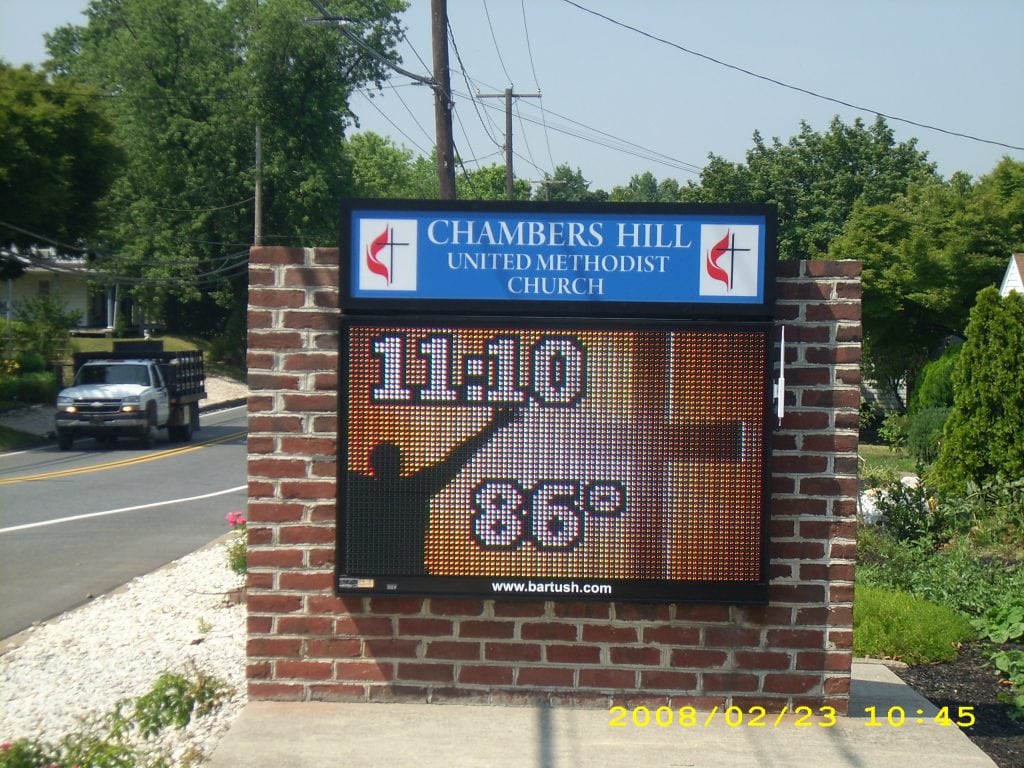 CHAMBERS HILL
UNITED METHODIST
CHURCH
11:10
86°
www.bartush.com
2008/02/23 10:45